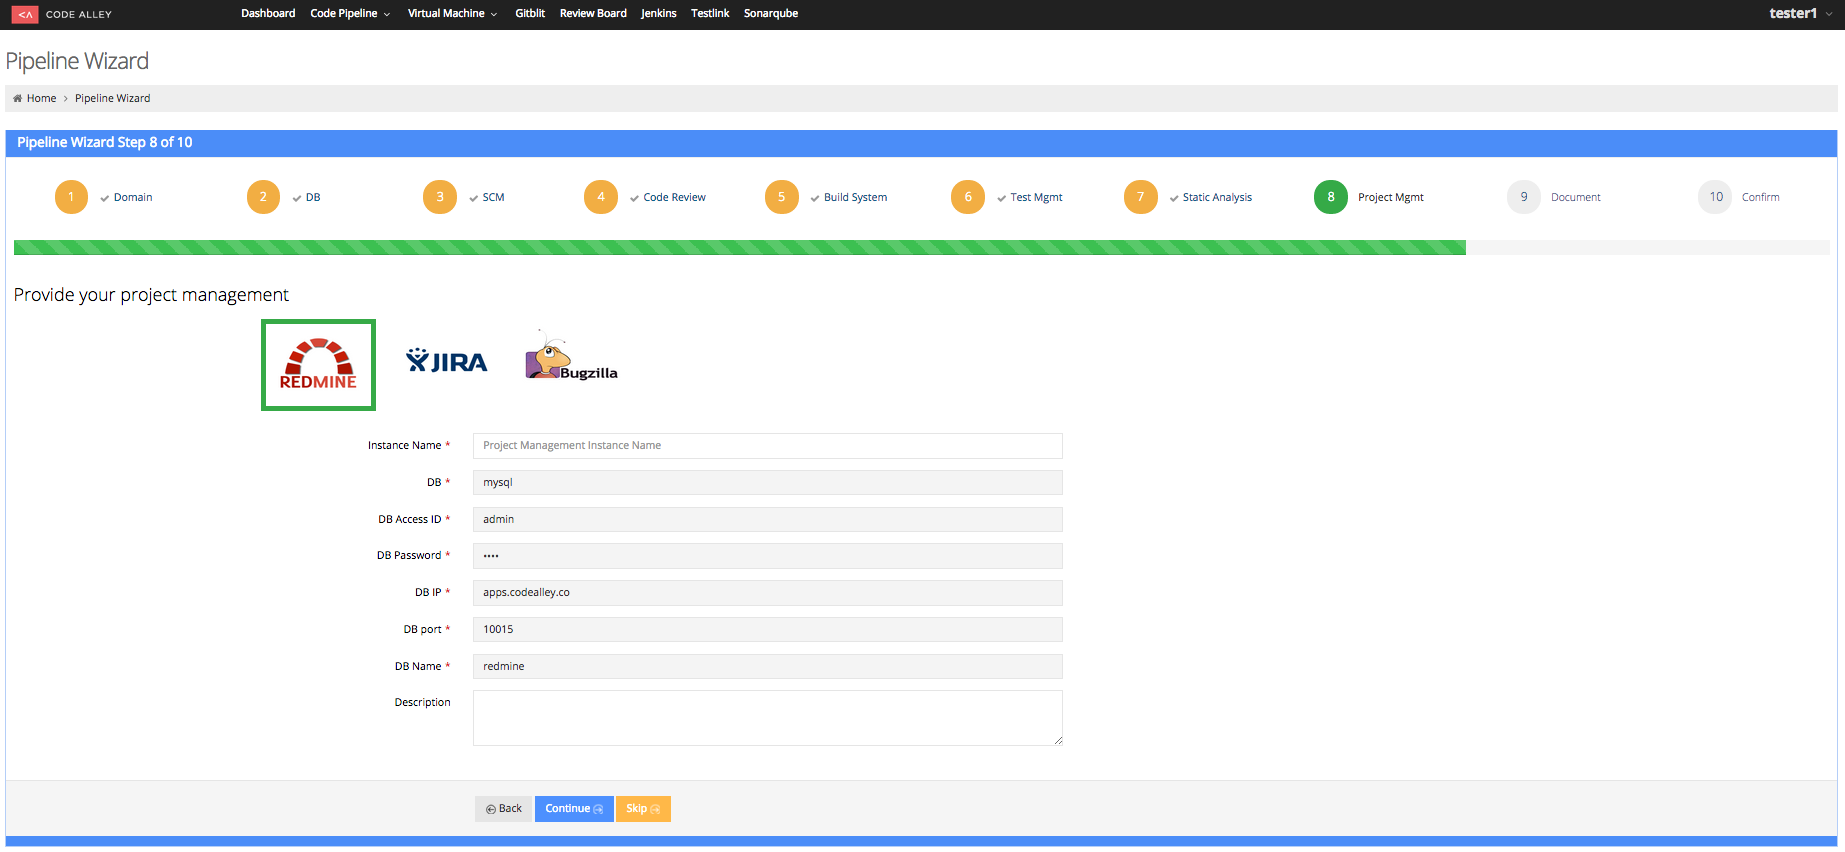 <Λ CODE ALLEY Dashboard Code Pipeline Virtual Machine Gitblit Review Board Jenkins Testlink Sonarqube tester1
Pipeline Wizard
Home > Pipeline Wizard
Pipeline Wizard Step 8 of 10
1 Domain 2 DB 3 SCM 4 Code Review 5 Build System 6 Test Mgmt 7 Static Analysis 8 Project Mgmt 9 Document 10 Confirm
Provide your project management
REDMINE JIRA Bugzilla
Instance Name * Project Management Instance Name
DB * mysql
DB Access ID * admin
DB Password * ••••
DB IP * apps.codealley.co
DB port * 10015
DB Name * redmine
Description
Back Continue Skip